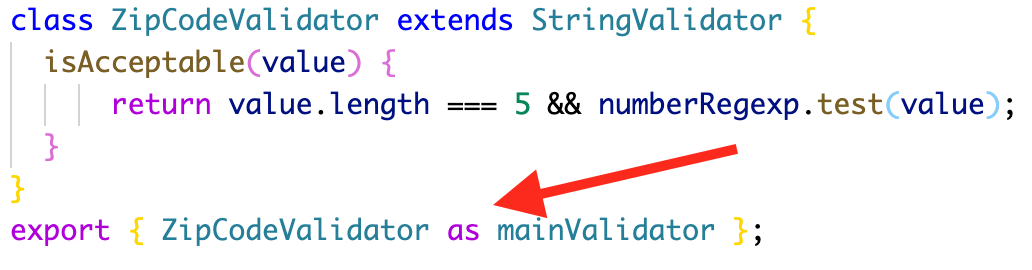 class ZipCodeValidator extends StringValidator {
isAcceptable(value) {
return value.length === 5 && numberRegexp.test(value);
}
}
export { ZipCodeValidator as mainValidator };